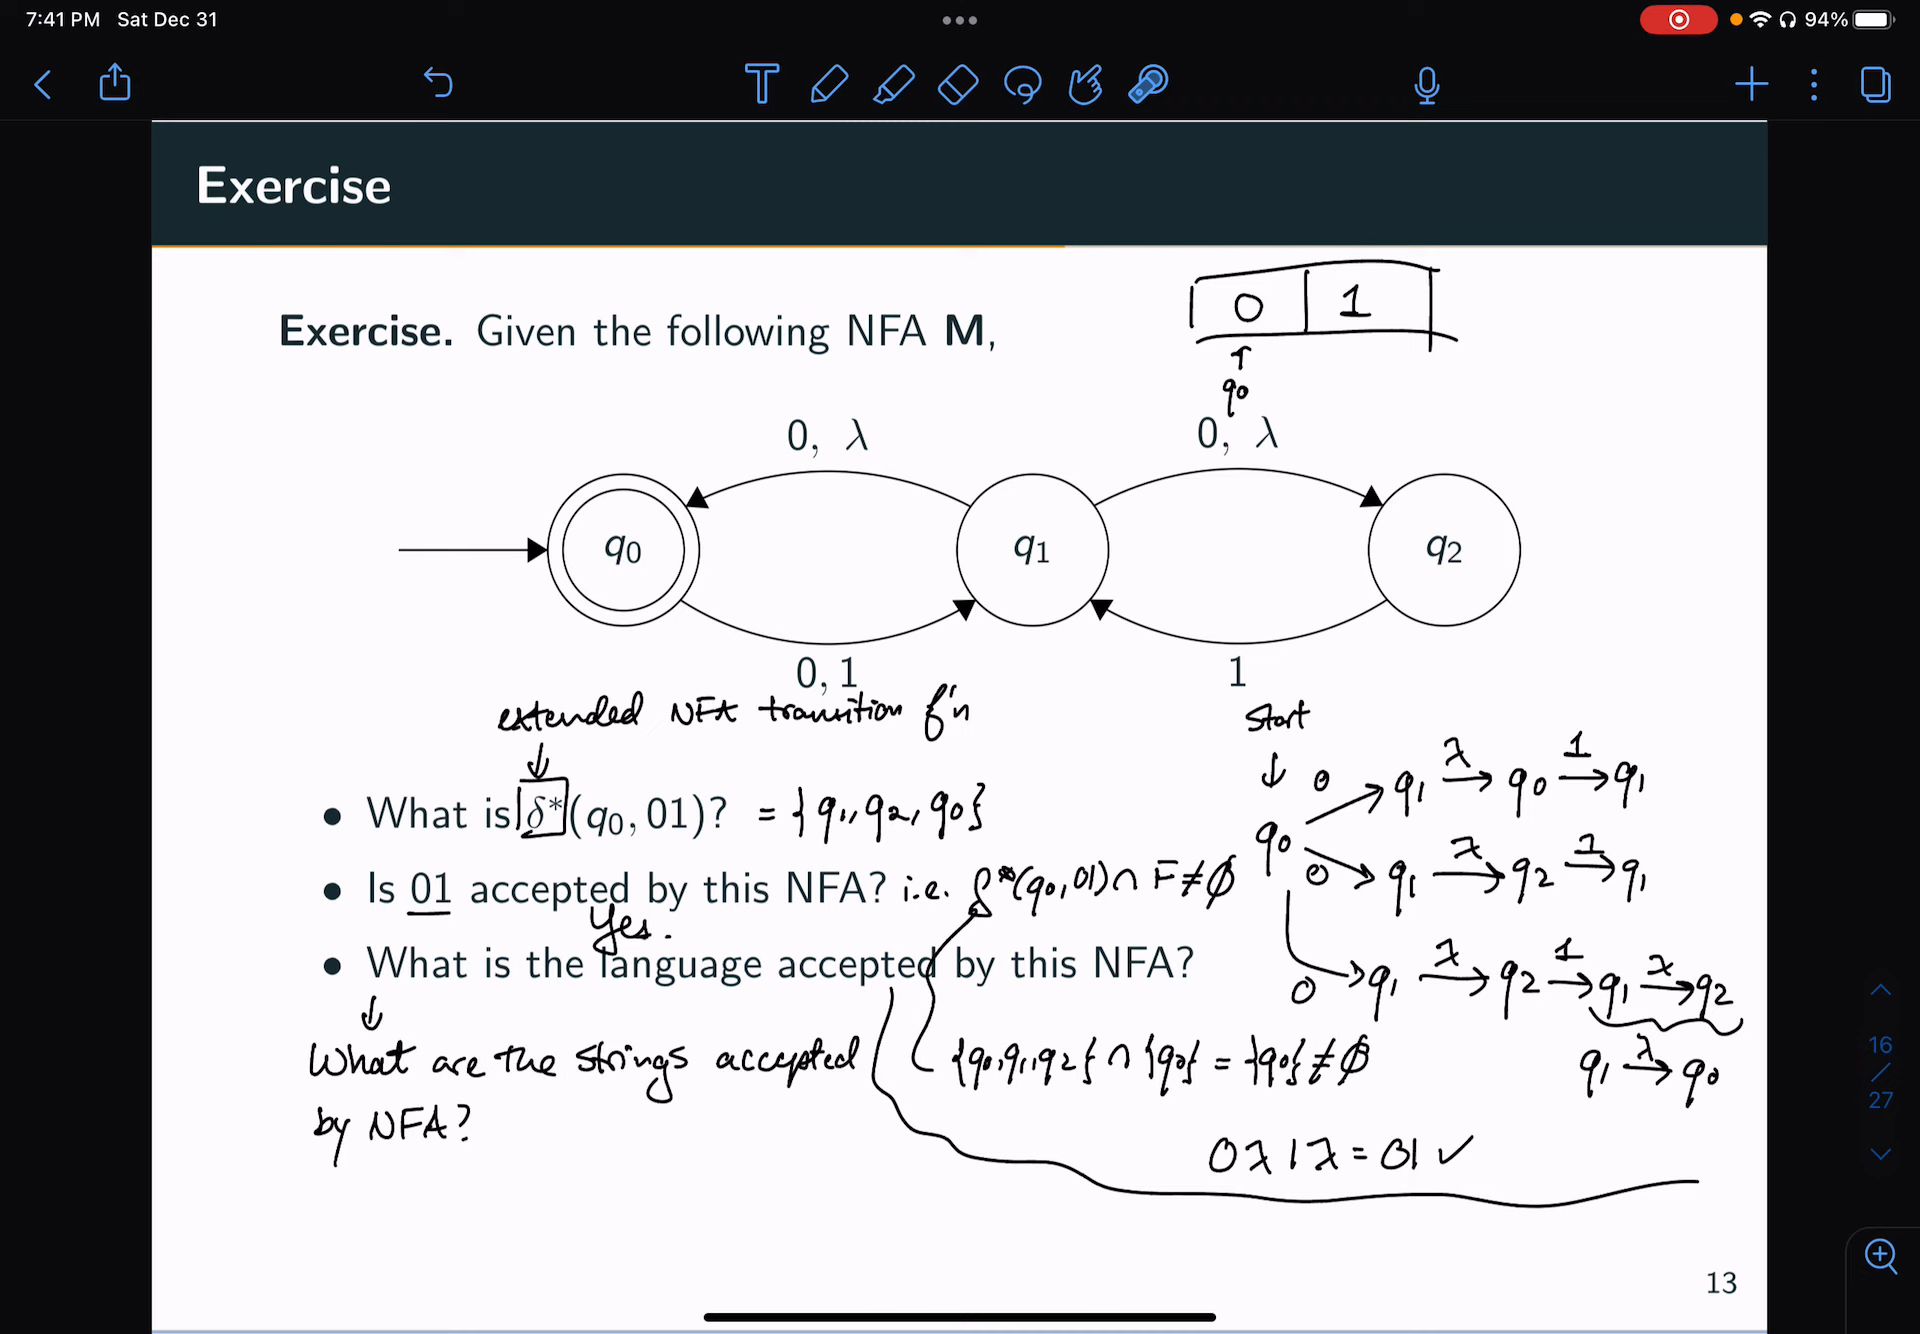 7:41 PM Sat Dec 31
94%
Exercise
Exercise. Given the following NFA M,
0 1
q0
0, λ
0, λ
q0
q1
q2
0, 1
1
extended NFA transition f'n
start
• What is δ*(q0, 01)? = {q1, q2, q0}
• Is 01 accepted by this NFA? i.e. δ*(q0, 01) ∩ F ≠ ∅
Yes.
• What is the language accepted by this NFA?
What are the strings accepted
by NFA?
{q0, q1, q2} ∩ {q0} = {q0} ≠ ∅
0λ1λ = 01 ✓
q0
0 → q1 λ→ q0 1→ q1
0 → q1 λ→ q2 1→ q1
0 → q1 λ→ q2 1→ q1 λ→ q2
q1 λ→ q0
16
/
27
13